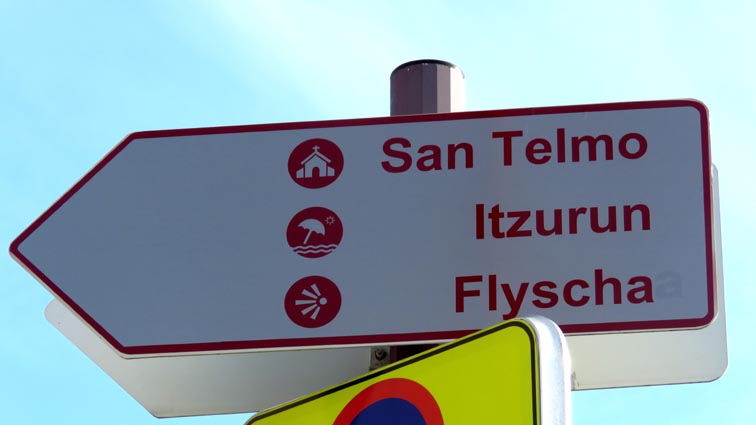 San Telmo
Itzurun
Flyscha